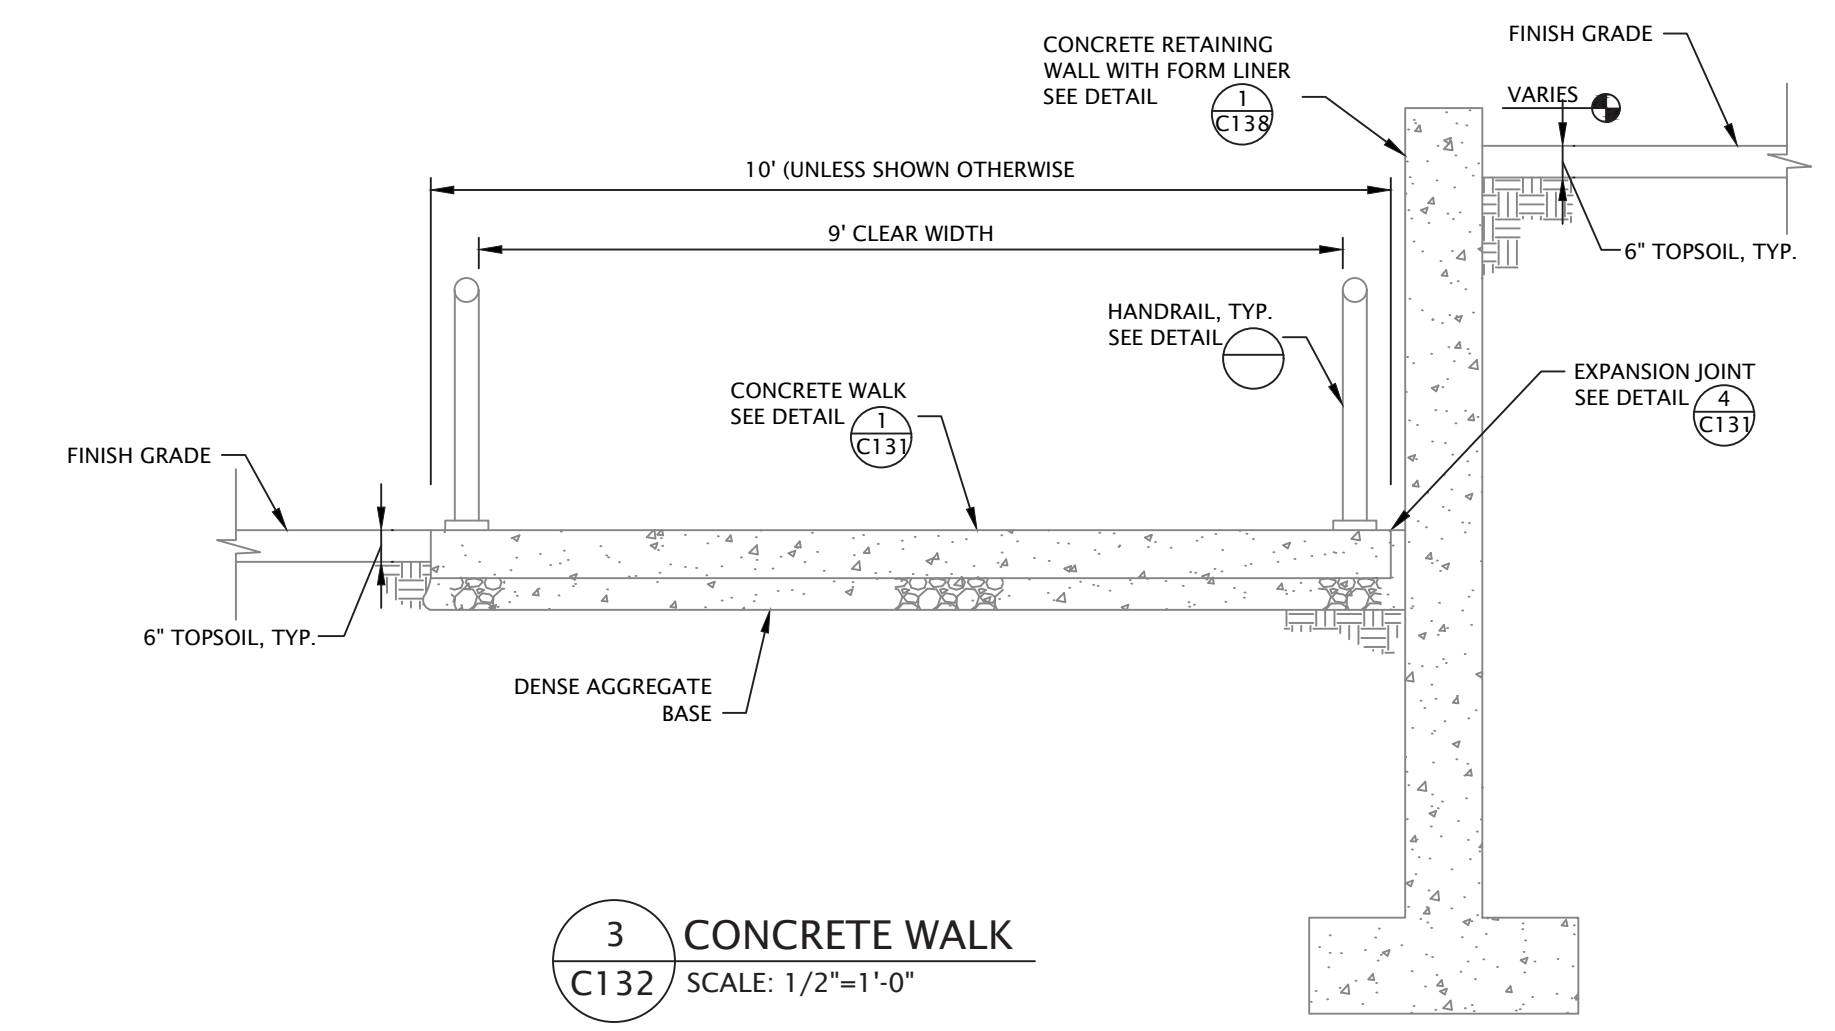 FINISH GRADE
CONCRETE RETAINING
WALL WITH FORM LINER
SEE DETAIL
1
C138
VARIES
10' (UNLESS SHOWN OTHERWISE
9' CLEAR WIDTH
6" TOPSOIL, TYP.
HANDRAIL, TYP.
SEE DETAIL
EXPANSION JOINT
SEE DETAIL
4
C131
CONCRETE WALK
SEE DETAIL
1
C131
FINISH GRADE
6" TOPSOIL, TYP.
DENSE AGGREGATE
BASE
3
C132
CONCRETE WALK
SCALE: 1/2"=1'-0"